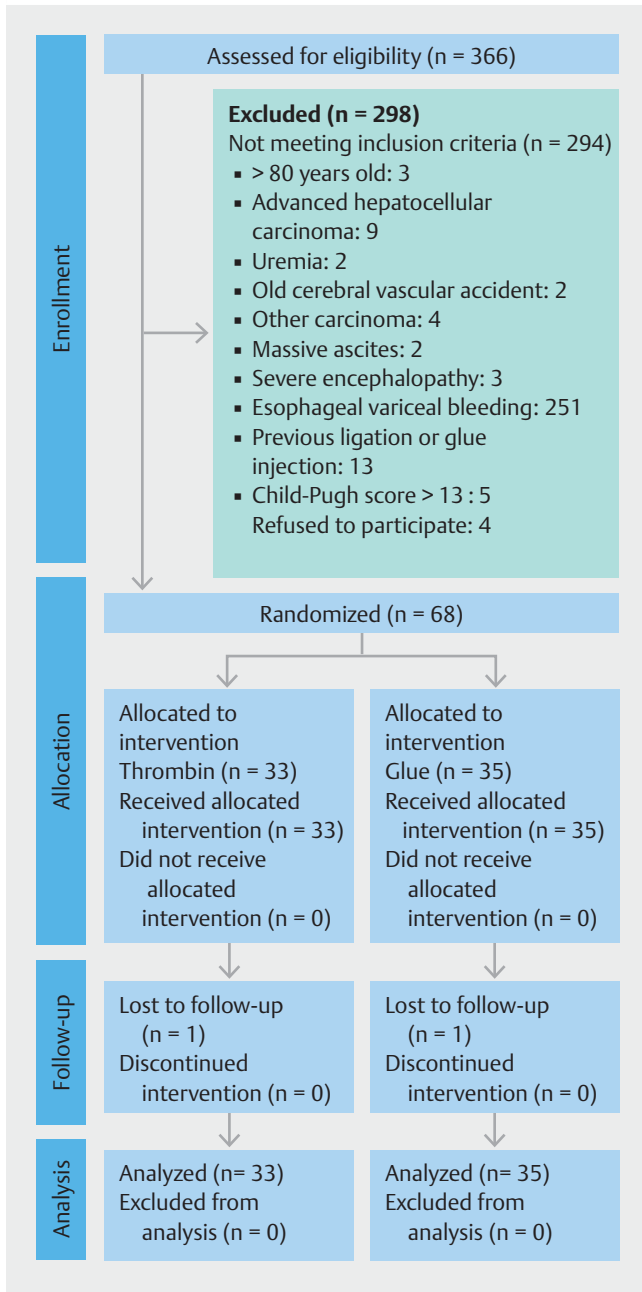 Enrollment
Assessed for eligibility (n = 366)
Excluded (n = 298)
Not meeting inclusion criteria (n = 294)
▪ > 80 years old: 3
▪ Advanced hepatocellular
carcinoma: 9
▪ Uremia: 2
▪ Old cerebral vascular accident: 2
▪ Other carcinoma: 4
▪ Massive ascites: 2
▪ Severe encephalopathy: 3
▪ Esophageal variceal bleeding: 251
▪ Previous ligation or glue
injection: 13
▪ Child-Pugh score > 13 : 5
Refused to participate: 4
Allocation
Randomized (n = 68)
Allocated to
intervention
Thrombin (n = 33)
Received allocated
intervention (n = 33)
Did not receive
allocated
intervention (n = 0)
Allocated to
intervention
Glue (n = 35)
Received allocated
intervention (n = 35)
Did not receive
allocated
intervention (n = 0)
Follow-up
Lost to follow-up
(n = 1)
Discontinued
intervention (n = 0)
Lost to follow-up
(n = 1)
Discontinued
intervention (n = 0)
Analysis
Analyzed (n= 33)
Excluded from
analysis (n = 0)
Analyzed (n= 35)
Excluded from
analysis (n = 0)